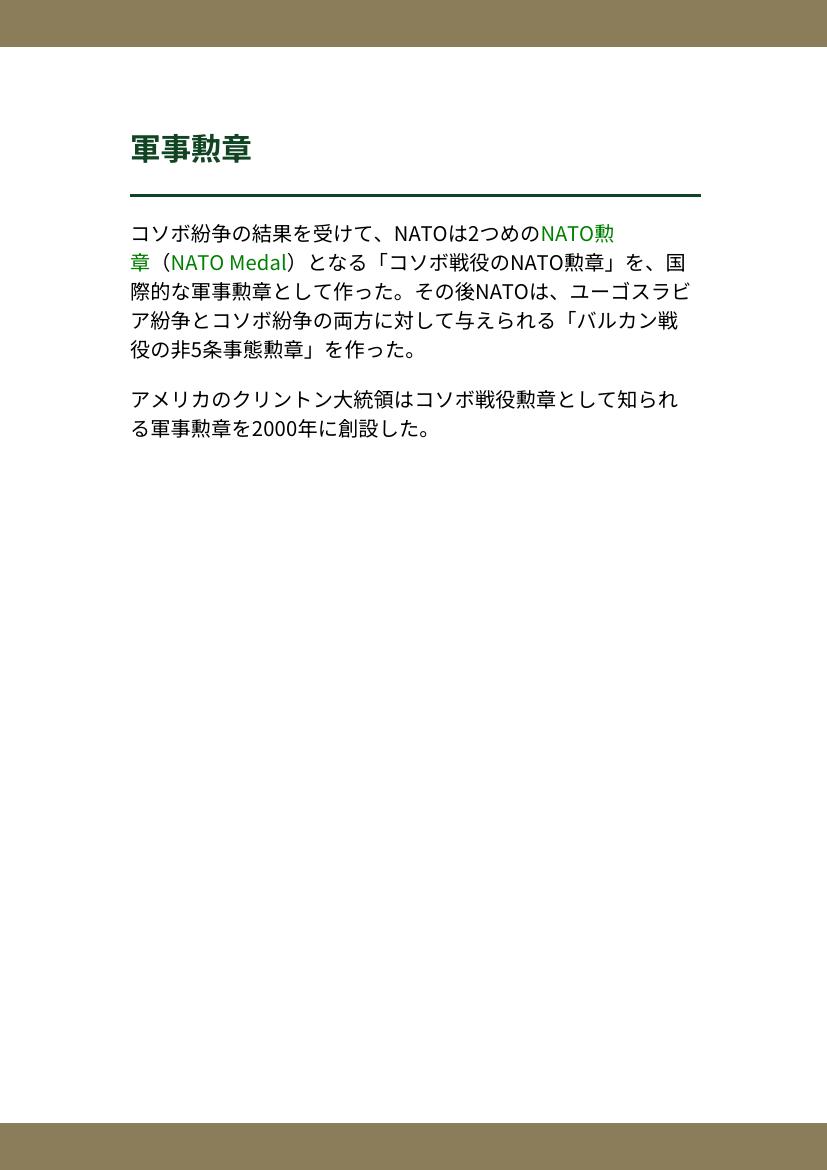 軍事勲章
コソボ紛争の結果を受けて、NATOは2つめのNATO勲
章（NATO Medal）となる「コソボ戦役のNATO勲章」を、国
際的な軍事勲章として作った。その後NATOは、ユーゴスラビ
ア紛争とコソボ紛争の両方に対して与えられる「バルカン戦
役の非5条事態勲章」を作った。
アメリカのクリントン大統領はコソボ戦役勲章として知られ
る軍事勲章を2000年に創設した。